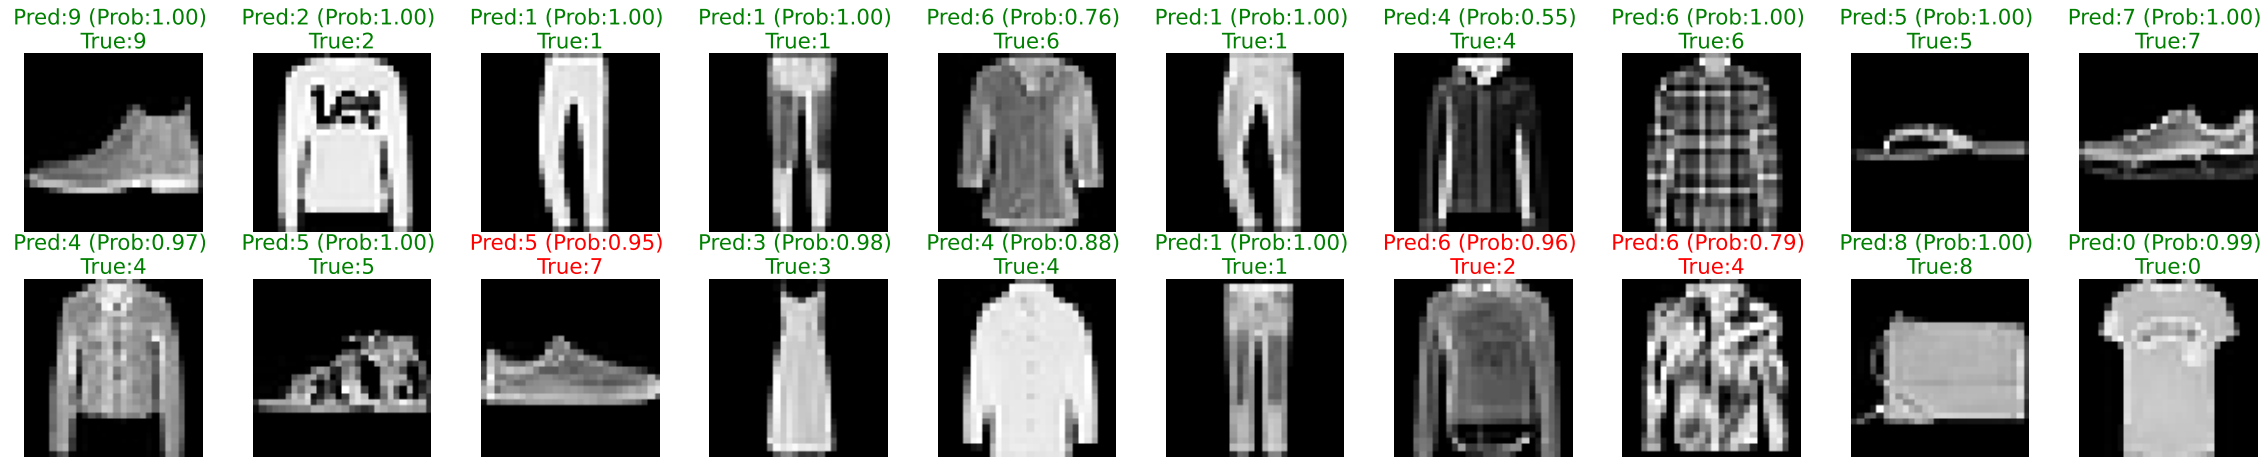 Pred:9 (Prob:1.00) Pred:2 (Prob:1.00) Pred:1 (Prob:1.00) Pred:1 (Prob:1.00) Pred:6 (Prob:0.76) Pred:1 (Prob:1.00) Pred:4 (Prob:0.55) Pred:6 (Prob:1.00) Pred:5 (Prob:1.00) Pred:7 (Prob:1.00)
True:9 True:2 True:1 True:1 True:6 True:1 True:4 True:6 True:5 True:7
Lee
Pred:4 (Prob:0.97) Pred:5 (Prob:1.00) Pred:5 (Prob:0.95) Pred:3 (Prob:0.98) Pred:4 (Prob:0.88) Pred:1 (Prob:1.00) Pred:6 (Prob:0.96) Pred:6 (Prob:0.79) Pred:8 (Prob:1.00) Pred:0 (Prob:0.99)
True:4 True:5 True:7 True:3 True:4 True:1 True:2 True:4 True:8 True:0